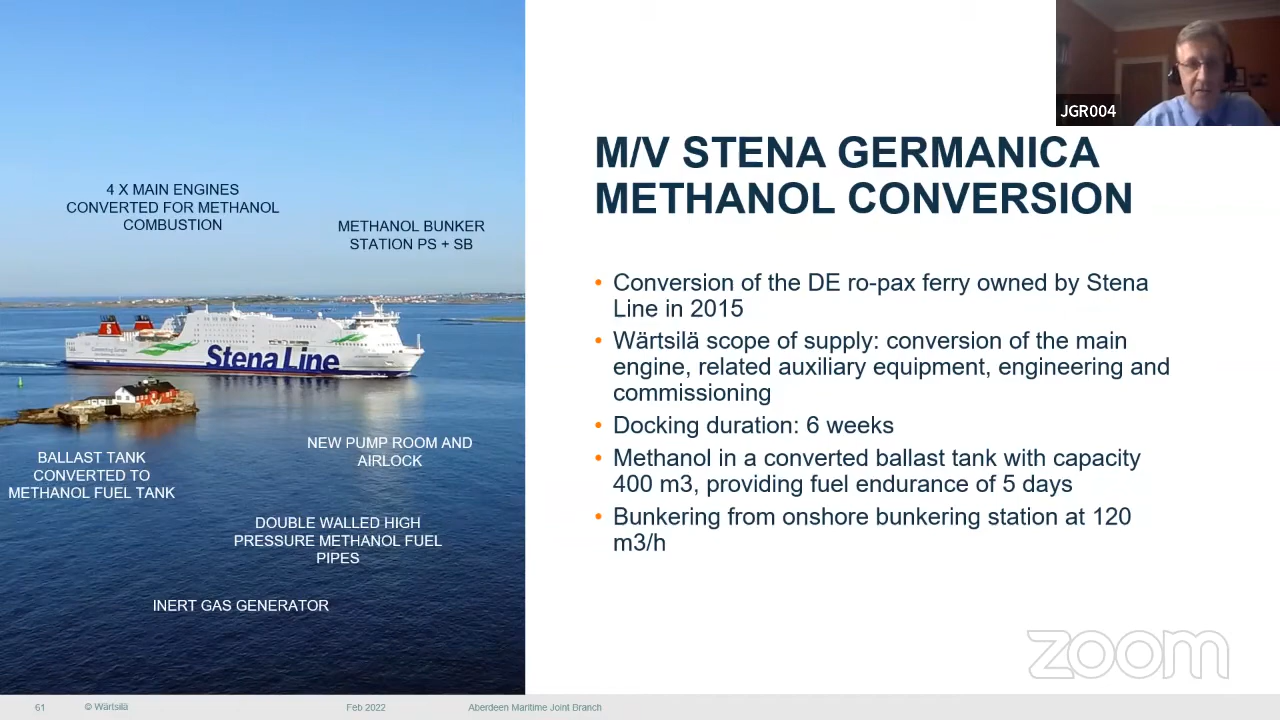 JGR004
M/V STENA GERMANICA
METHANOL CONVERSION
4 X MAIN ENGINES
CONVERTED FOR METHANOL
COMBUSTION
METHANOL BUNKER
STATION PS + SB
Stena Line
S
BALLAST TANK
CONVERTED TO
METHANOL FUEL TANK
NEW PUMP ROOM AND
AIRLOCK
DOUBLE WALLED HIGH
PRESSURE METHANOL FUEL
PIPES
INERT GAS GENERATOR
• Conversion of the DE ro-pax ferry owned by Stena
Line in 2015
• Wärtsilä scope of supply: conversion of the main
engine, related auxiliary equipment, engineering and
commissioning
• Docking duration: 6 weeks
• Methanol in a converted ballast tank with capacity
400 m3, providing fuel endurance of 5 days
• Bunkering from onshore bunkering station at 120
m3/h
zoom
61
© Wärtsilä
Feb 2022
Aberdeen Maritime Joint Branch